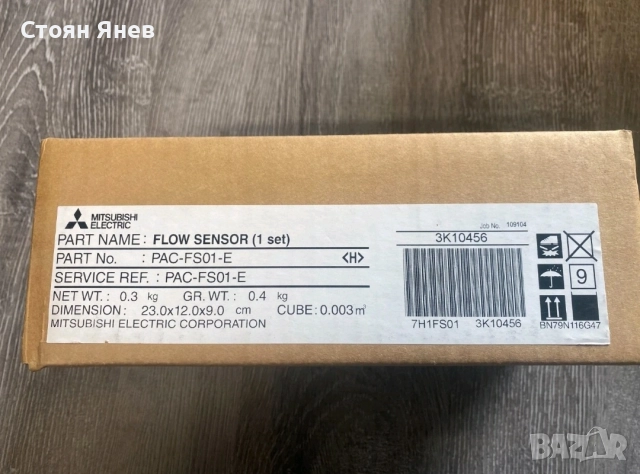 Стоян Янев
MITSUBISHI
ELECTRIC
Job No. 109104
PART NAME : FLOW SENSOR (1 set)
3K10456
PART No. : PAC-FS01-E <H>
SERVICE REF. : PAC-FS01-E
9
NET WT. : 0.3 kg GR. WT. : 0.4 kg
DIMENSION : 23.0x12.0x9.0 cm CUBE : 0.003㎥
MITSUBISHI ELECTRIC CORPORATION
7H1FS01 3K10456
BN79N116G47
BAZAR